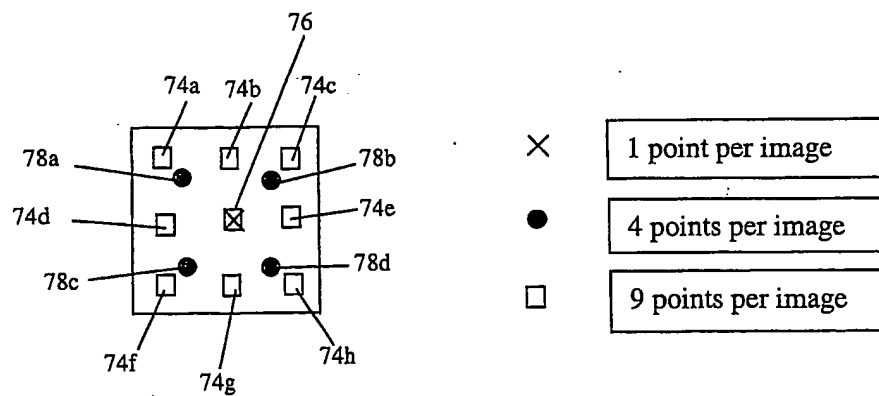 76
74a 74b 74c
78a 78b
74d 74e
78c 78d
74f 74g 74h
1 point per image
4 points per image
9 points per image